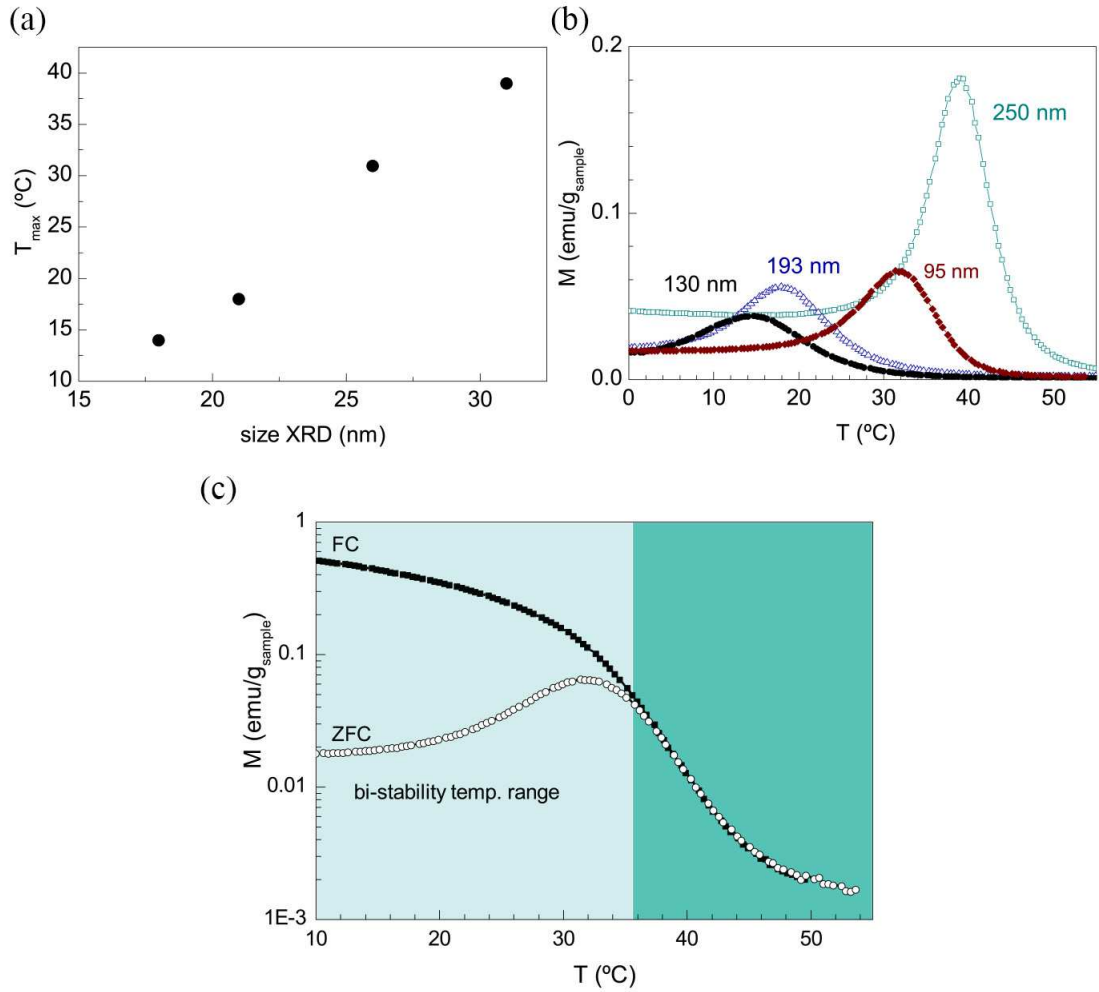 (a)
40
35
30
25
20
15
10
T_max (ºC)
15
20
25
30
size XRD (nm)
(b)
0.2
0.1
0.0
M (emu/g_sample)
250 nm
193 nm
130 nm
95 nm
0
10
20
30
40
50
T (ºC)
(c)
1
0.1
0.01
1E-3
M (emu/g_sample)
FC
ZFC
bi-stability temp. range
10
20
30
40
50
T (ºC)